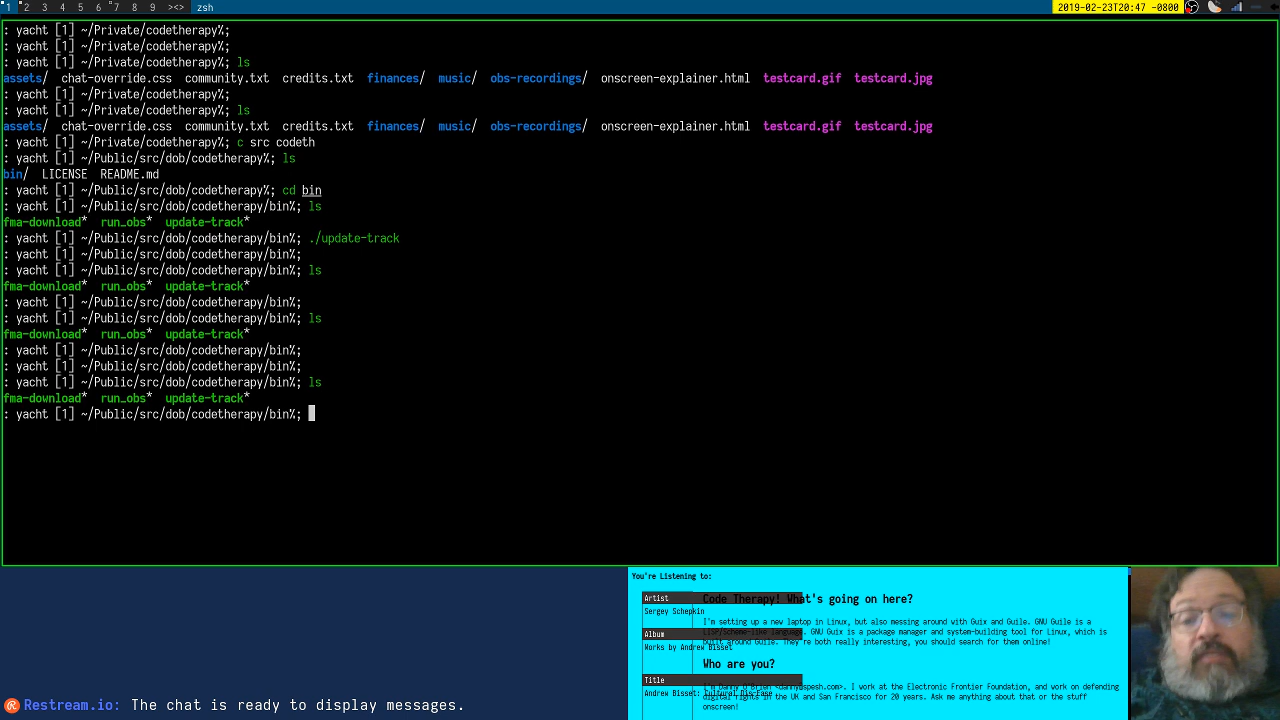 1 2 3 4 5 6 7 8 9 ><> zsh 2019-02-23T20:47 -0800
: yacht [1] ~/Private/codetherapy%;
: yacht [1] ~/Private/codetherapy%;
: yacht [1] ~/Private/codetherapy%; ls
assets/ chat-override.css community.txt credits.txt finances/ music/ obs-recordings/ onscreen-explainer.html testcard.gif testcard.jpg
: yacht [1] ~/Private/codetherapy%;
: yacht [1] ~/Private/codetherapy%; ls
assets/ chat-override.css community.txt credits.txt finances/ music/ obs-recordings/ onscreen-explainer.html testcard.gif testcard.jpg
: yacht [1] ~/Private/codetherapy%; c src codeth
: yacht [1] ~/Public/src/dob/codetherapy%; ls
bin/ LICENSE README.md
: yacht [1] ~/Public/src/dob/codetherapy%; cd bin
: yacht [1] ~/Public/src/dob/codetherapy/bin%; ls
fma-download* run_obs* update-track*
: yacht [1] ~/Public/src/dob/codetherapy/bin%; ./update-track
: yacht [1] ~/Public/src/dob/codetherapy/bin%;
: yacht [1] ~/Public/src/dob/codetherapy/bin%; ls
fma-download* run_obs* update-track*
: yacht [1] ~/Public/src/dob/codetherapy/bin%;
: yacht [1] ~/Public/src/dob/codetherapy/bin%; ls
fma-download* run_obs* update-track*
: yacht [1] ~/Public/src/dob/codetherapy/bin%;
: yacht [1] ~/Public/src/dob/codetherapy/bin%;
: yacht [1] ~/Public/src/dob/codetherapy/bin%; ls
fma-download* run_obs* update-track*
: yacht [1] ~/Public/src/dob/codetherapy/bin%;
You're Listening to:
Artist
Sergey Schepkin
Album
Works by Andrew Bisset
Title
Andrew Bisset: Cultural Dis-Ease
Code Therapy! What's going on here?
I'm setting up a new laptop in Linux, but also messing around with Guix and Guile. GNU Guile is a
LISP/Scheme-like language. GNU Guix is a package manager and system-building tool for Linux, which is
built around Guile. They're both really interesting, you should search for them online!
Who are you?
I'm Danny O'Brien <danny@spesh.com>. I work at the Electronic Frontier Foundation, and work on defending
digital rights in the UK and San Francisco for 20 years. Ask me anything about that or the stuff
onscreen!
Restream.io: The chat is ready to display messages.